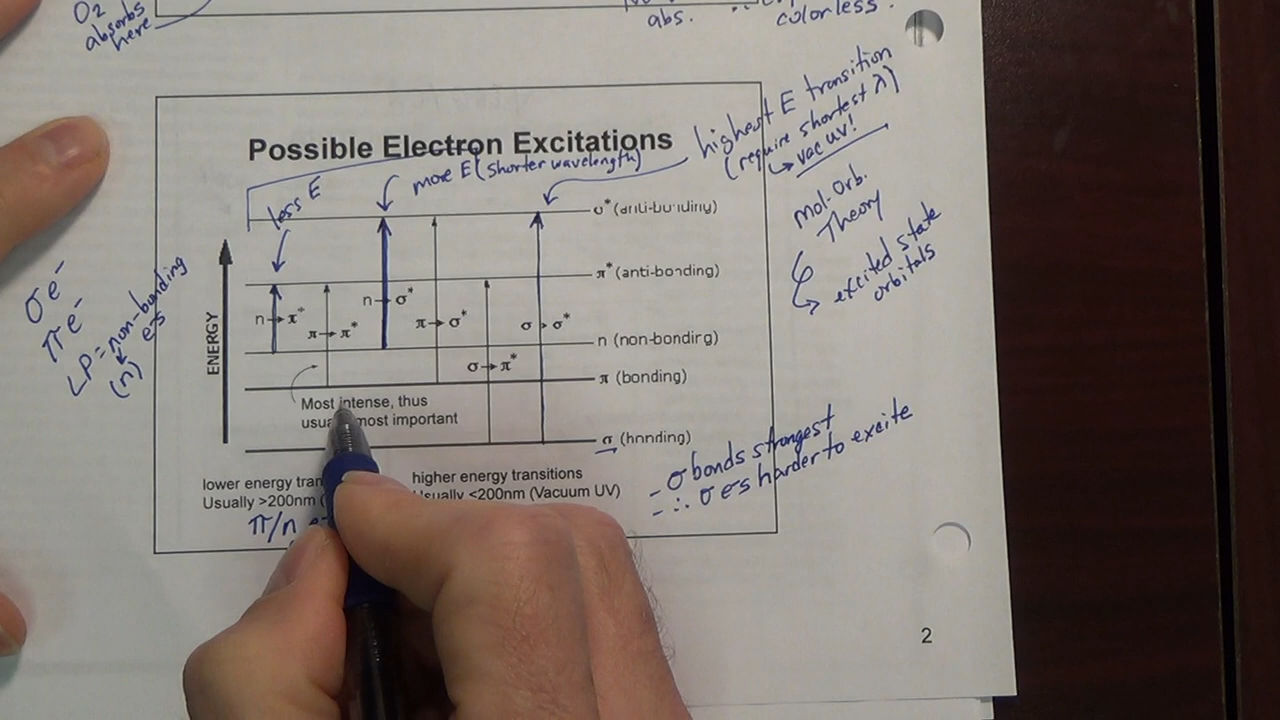 O2
absorbs
here
abs.
colorless.
Possible Electron Excitations
highest E transition
(require shortest λ)
↳ vac uv!
less E
more E (shorter wavelength)
σ* (anti-bonding)
mol. Orb.
Theory
↳ excited state
orbitals
π* (anti-bonding)
σ e⁻
π e⁻
LP = non-bonding
(n) e⁻s
ENERGY
n→π*
π→π*
n→σ*
π→σ*
σ→π*
σ→σ*
n (non-bonding)
π (bonding)
σ (bonding)
Most intense, thus
most important
- σ bonds strongest
- ∴ σ e⁻s harder to excite
lower energy
Usually >200nm
higher energy transitions
Usually <200nm (Vacuum UV)
π/n
2